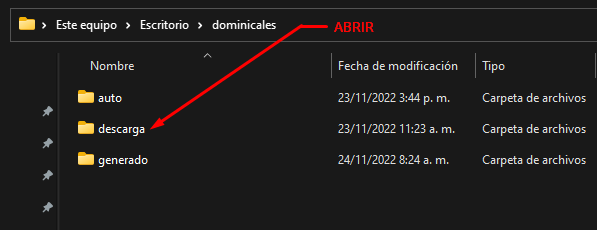 Este equipo > Escritorio > dominicales
ABRIR
Nombre Fecha de modificación Tipo
auto 23/11/2022 3:44 p. m. Carpeta de archivos
descarga 23/11/2022 11:23 a. m. Carpeta de archivos
generado 24/11/2022 8:24 a. m. Carpeta de archivos